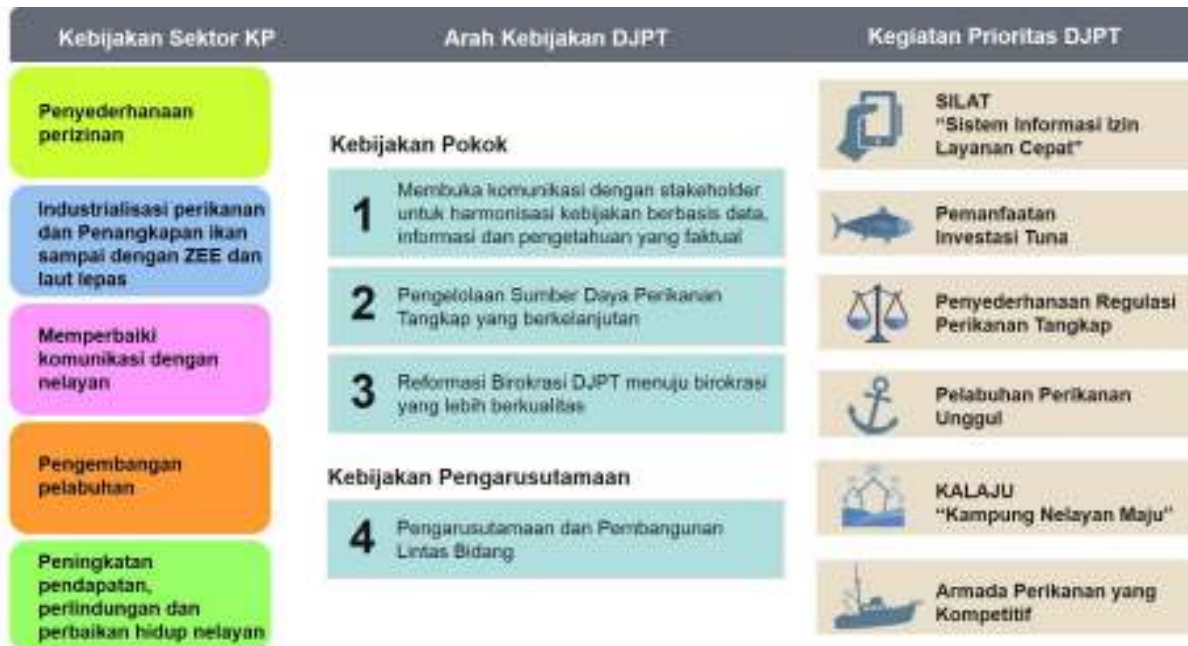 Kebijakan Sektor KP
Arah Kebijakan DJPT
Kegiatan Prioritas DJPT
Penyederhanaan
perizinan
Industrialisasi perikanan
dan Penangkapan ikan
sampai dengan ZEE dan
laut lepas
Memperbaiki
komunikasi dengan
nelayan
Pengembangan
pelabuhan
Peningkatan
pendapatan,
perlindungan dan
perbaikan hidup nelayan
Kebijakan Pokok
1
Membuka komunikasi dengan stakeholder
untuk harmonisasi kebijakan berbasis data,
informasi dan pengetahuan yang faktual
2
Pengelolaan Sumber Daya Perikanan
Tangkap yang berkelanjutan
3
Reformasi Birokrasi DJPT menuju birokrasi
yang lebih berkualitas
Kebijakan Pengarusutamaan
4
Pengarusutamaan dan Pembangunan
Lintas Bidang
SILAT
"Sistem Informasi Izin
Layanan Cepat"
Pemanfaatan
Investasi Tuna
Penyederhanaan Regulasi
Perikanan Tangkap
Pelabuhan Perikanan
Unggul
KALAJU
"Kampung Nelayan Maju"
Armada Perikanan yang
Kompetitif